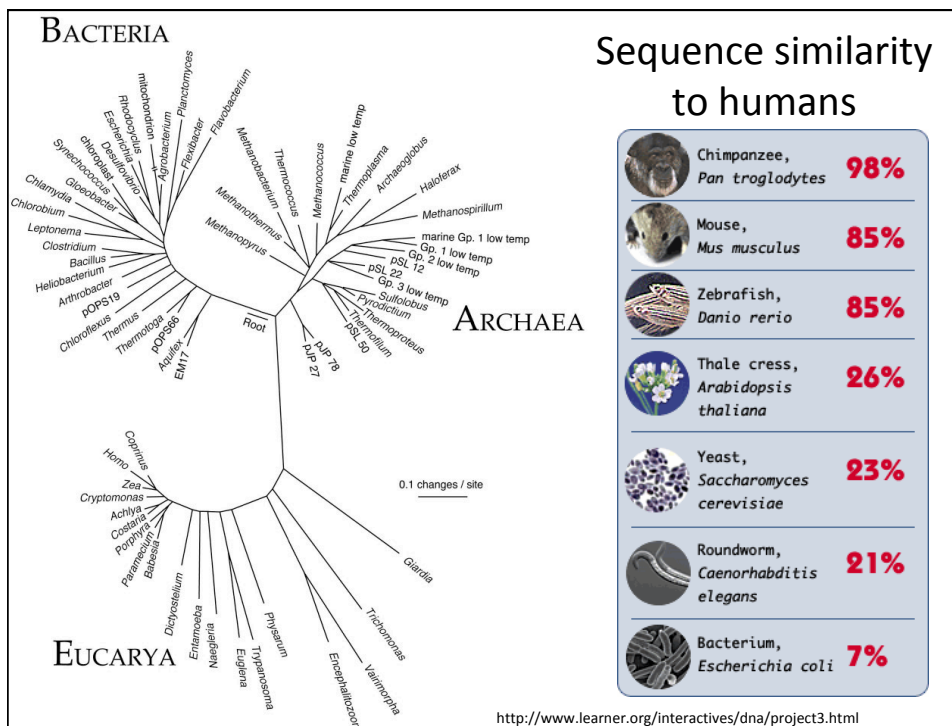 BACTERIA
Planctomyces
Flavobacterium
mitochondrion
Agrobacterium
Flexibacter
Rhodocyclus
Escherichia
Desulfovibrio
chloroplast
Synechococcus
Gloeobacter
Chlamydia
Chlorobium
Leptonema
Clostridium
Bacillus
Heliobacterium
Arthrobacter
pOPS19
Chloroflexus
Thermus
Thermotoga
pOPS66
Aquifex
EM17
Root
Methanopyrus
Methanothermus
Methanobacterium
Thermococcus
Methanococcus
marine low temp
Thermoplasma
Archaeoglobus
Haloferax
Methanospirillum
marine Gp. 1 low temp
Gp. 1 low temp
Gp. 2 low temp
pSL 12
pSL 22
Gp. 3 low temp
Sulfolobus
Pyrodictium
Thermoproteus
Thermofilum
pSL 50
pJP 78
pJP 27
ARCHAEA
Coprinus
Homo
Zea
Cryptomonas
Achlya
Costaria
Porphyra
Paramecium
Babesia
Dictyostelium
Entamoeba
Naegleria
Euglena
Trypanosoma
Physarum
Encephalitozoon
Vairimorpha
Trichomonas
Giardia
0.1 changes / site
EUCARYA
Sequence similarity
to humans
Chimpanzee,
Pan troglodytes
98%
Mouse,
Mus musculus
85%
Zebrafish,
Danio rerio
85%
Thale cress,
Arabidopsis
thaliana
26%
Yeast,
Saccharomyces
cerevisiae
23%
Roundworm,
Caenorhabditis
elegans
21%
Bacterium,
Escherichia coli
7%
http://www.learner.org/interactives/dna/project3.html